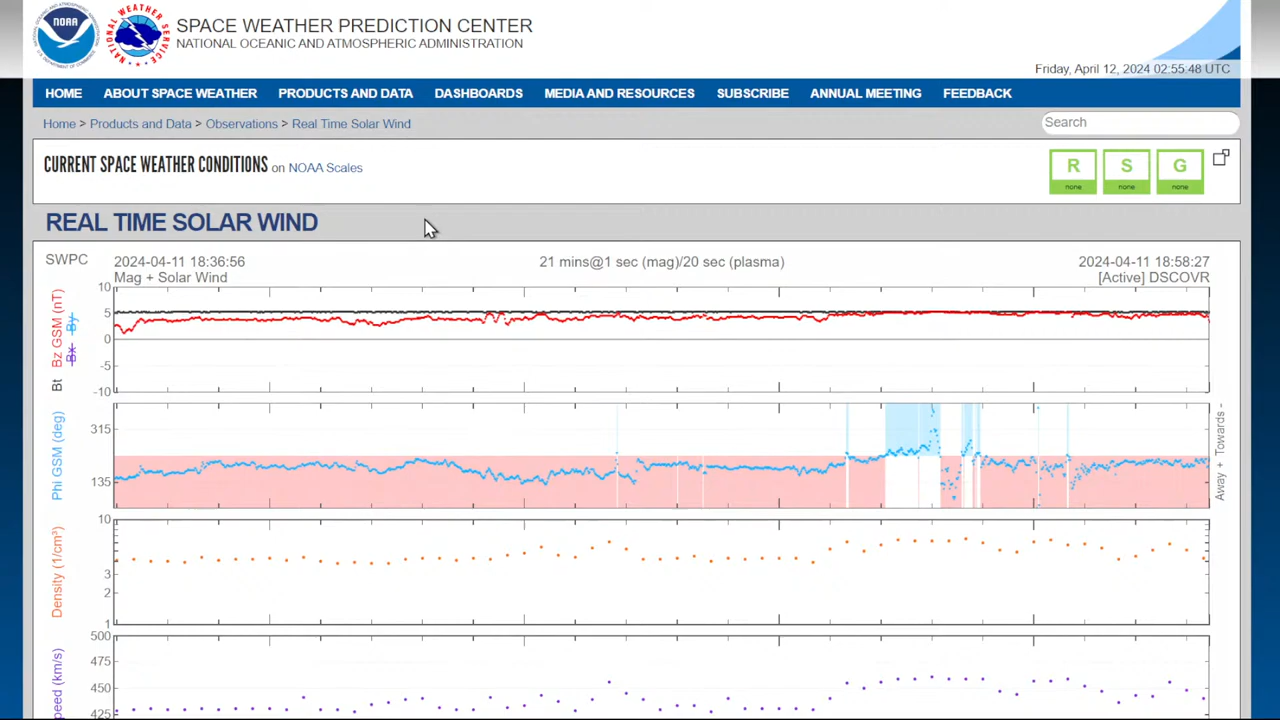 NOAA
SPACE WEATHER PREDICTION CENTER
NATIONAL OCEANIC AND ATMOSPHERIC ADMINISTRATION
Friday, April 12, 2024 02:55:48 UTC
HOME ABOUT SPACE WEATHER PRODUCTS AND DATA DASHBOARDS MEDIA AND RESOURCES SUBSCRIBE ANNUAL MEETING FEEDBACK
Home > Products and Data > Observations > Real Time Solar Wind
Search
CURRENT SPACE WEATHER CONDITIONS on NOAA Scales
R S G
none none none
REAL TIME SOLAR WIND
SWPC 2024-04-11 18:36:56 21 mins@1 sec (mag)/20 sec (plasma) 2024-04-11 18:58:27
Mag + Solar Wind [Active] DSCOVR
Bt Bz GSM (nT)
Bx By
10
5
0
-5
-10
Phi GSM (deg)
315
135
Away + Towards -
Density (1/cm³)
10
3
2
1
peed (km/s)
500
475
450
425